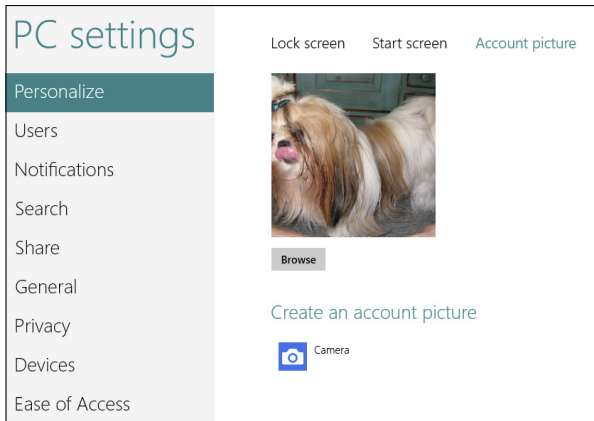 PC settings
Personalize
Users
Notifications
Search
Share
General
Privacy
Devices
Ease of Access
Lock screen Start screen Account picture
Browse
Create an account picture
Camera